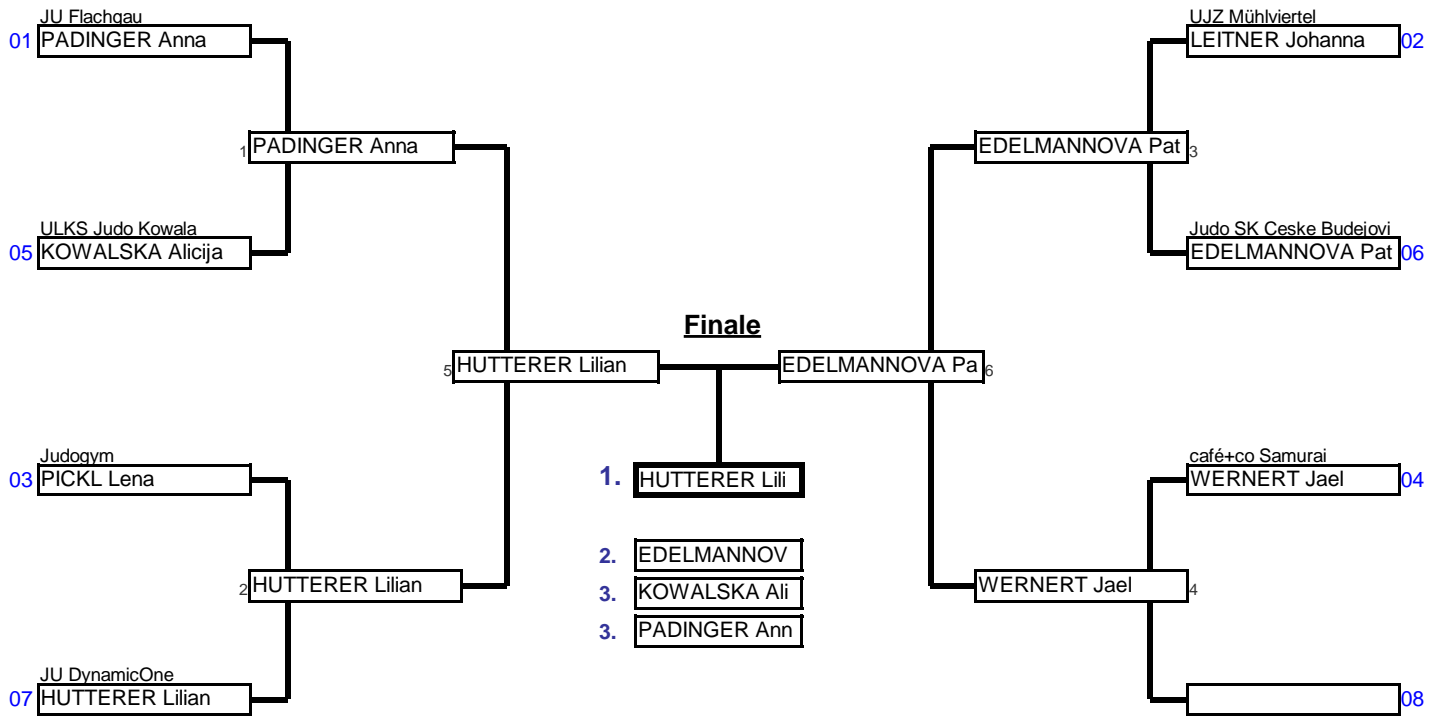 JU Flachgau
01 PADINGER Anna
1 PADINGER Anna
ULKS Judo Kowala
05 KOWALSKA Alicija
5 HUTTERER Lilian
Judogym
03 PICKL Lena
2 HUTTERER Lilian
JU DynamicOne
07 HUTTERER Lilian
Finale
1. HUTTERER Lili
2. EDELMANNOV
3. KOWALSKA Ali
3. PADINGER Ann
UJZ Mühlviertel
LEITNER Johanna 02
EDELMANNOVA Pat 3
Judo SK Ceske Budejovi
EDELMANNOVA Pat 06
EDELMANNOVA Pa 6
café+co Samurai
WERNERT Jael 04
WERNERT Jael 4
08